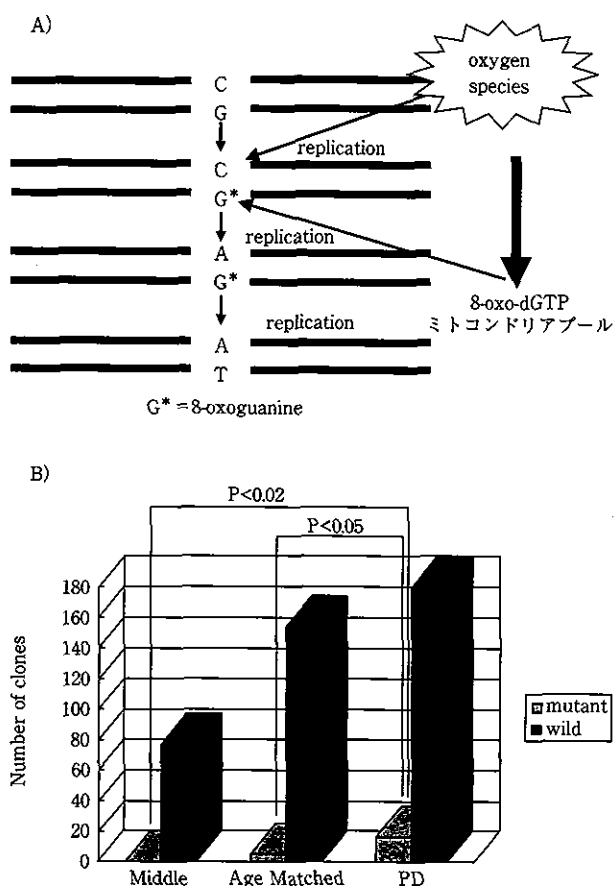 A)
oxygen
species
C
G
replication
C
G*
replication
A
G*
8-oxo-dGTP
ミトコンドリアプール
replication
A
T
G* = 8-oxoguanine
B)
P<0.02
P<0.05
180
160
140
120
100
80
60
40
20
0
Number of clones
mutant
wild
Middle Age Matched PD